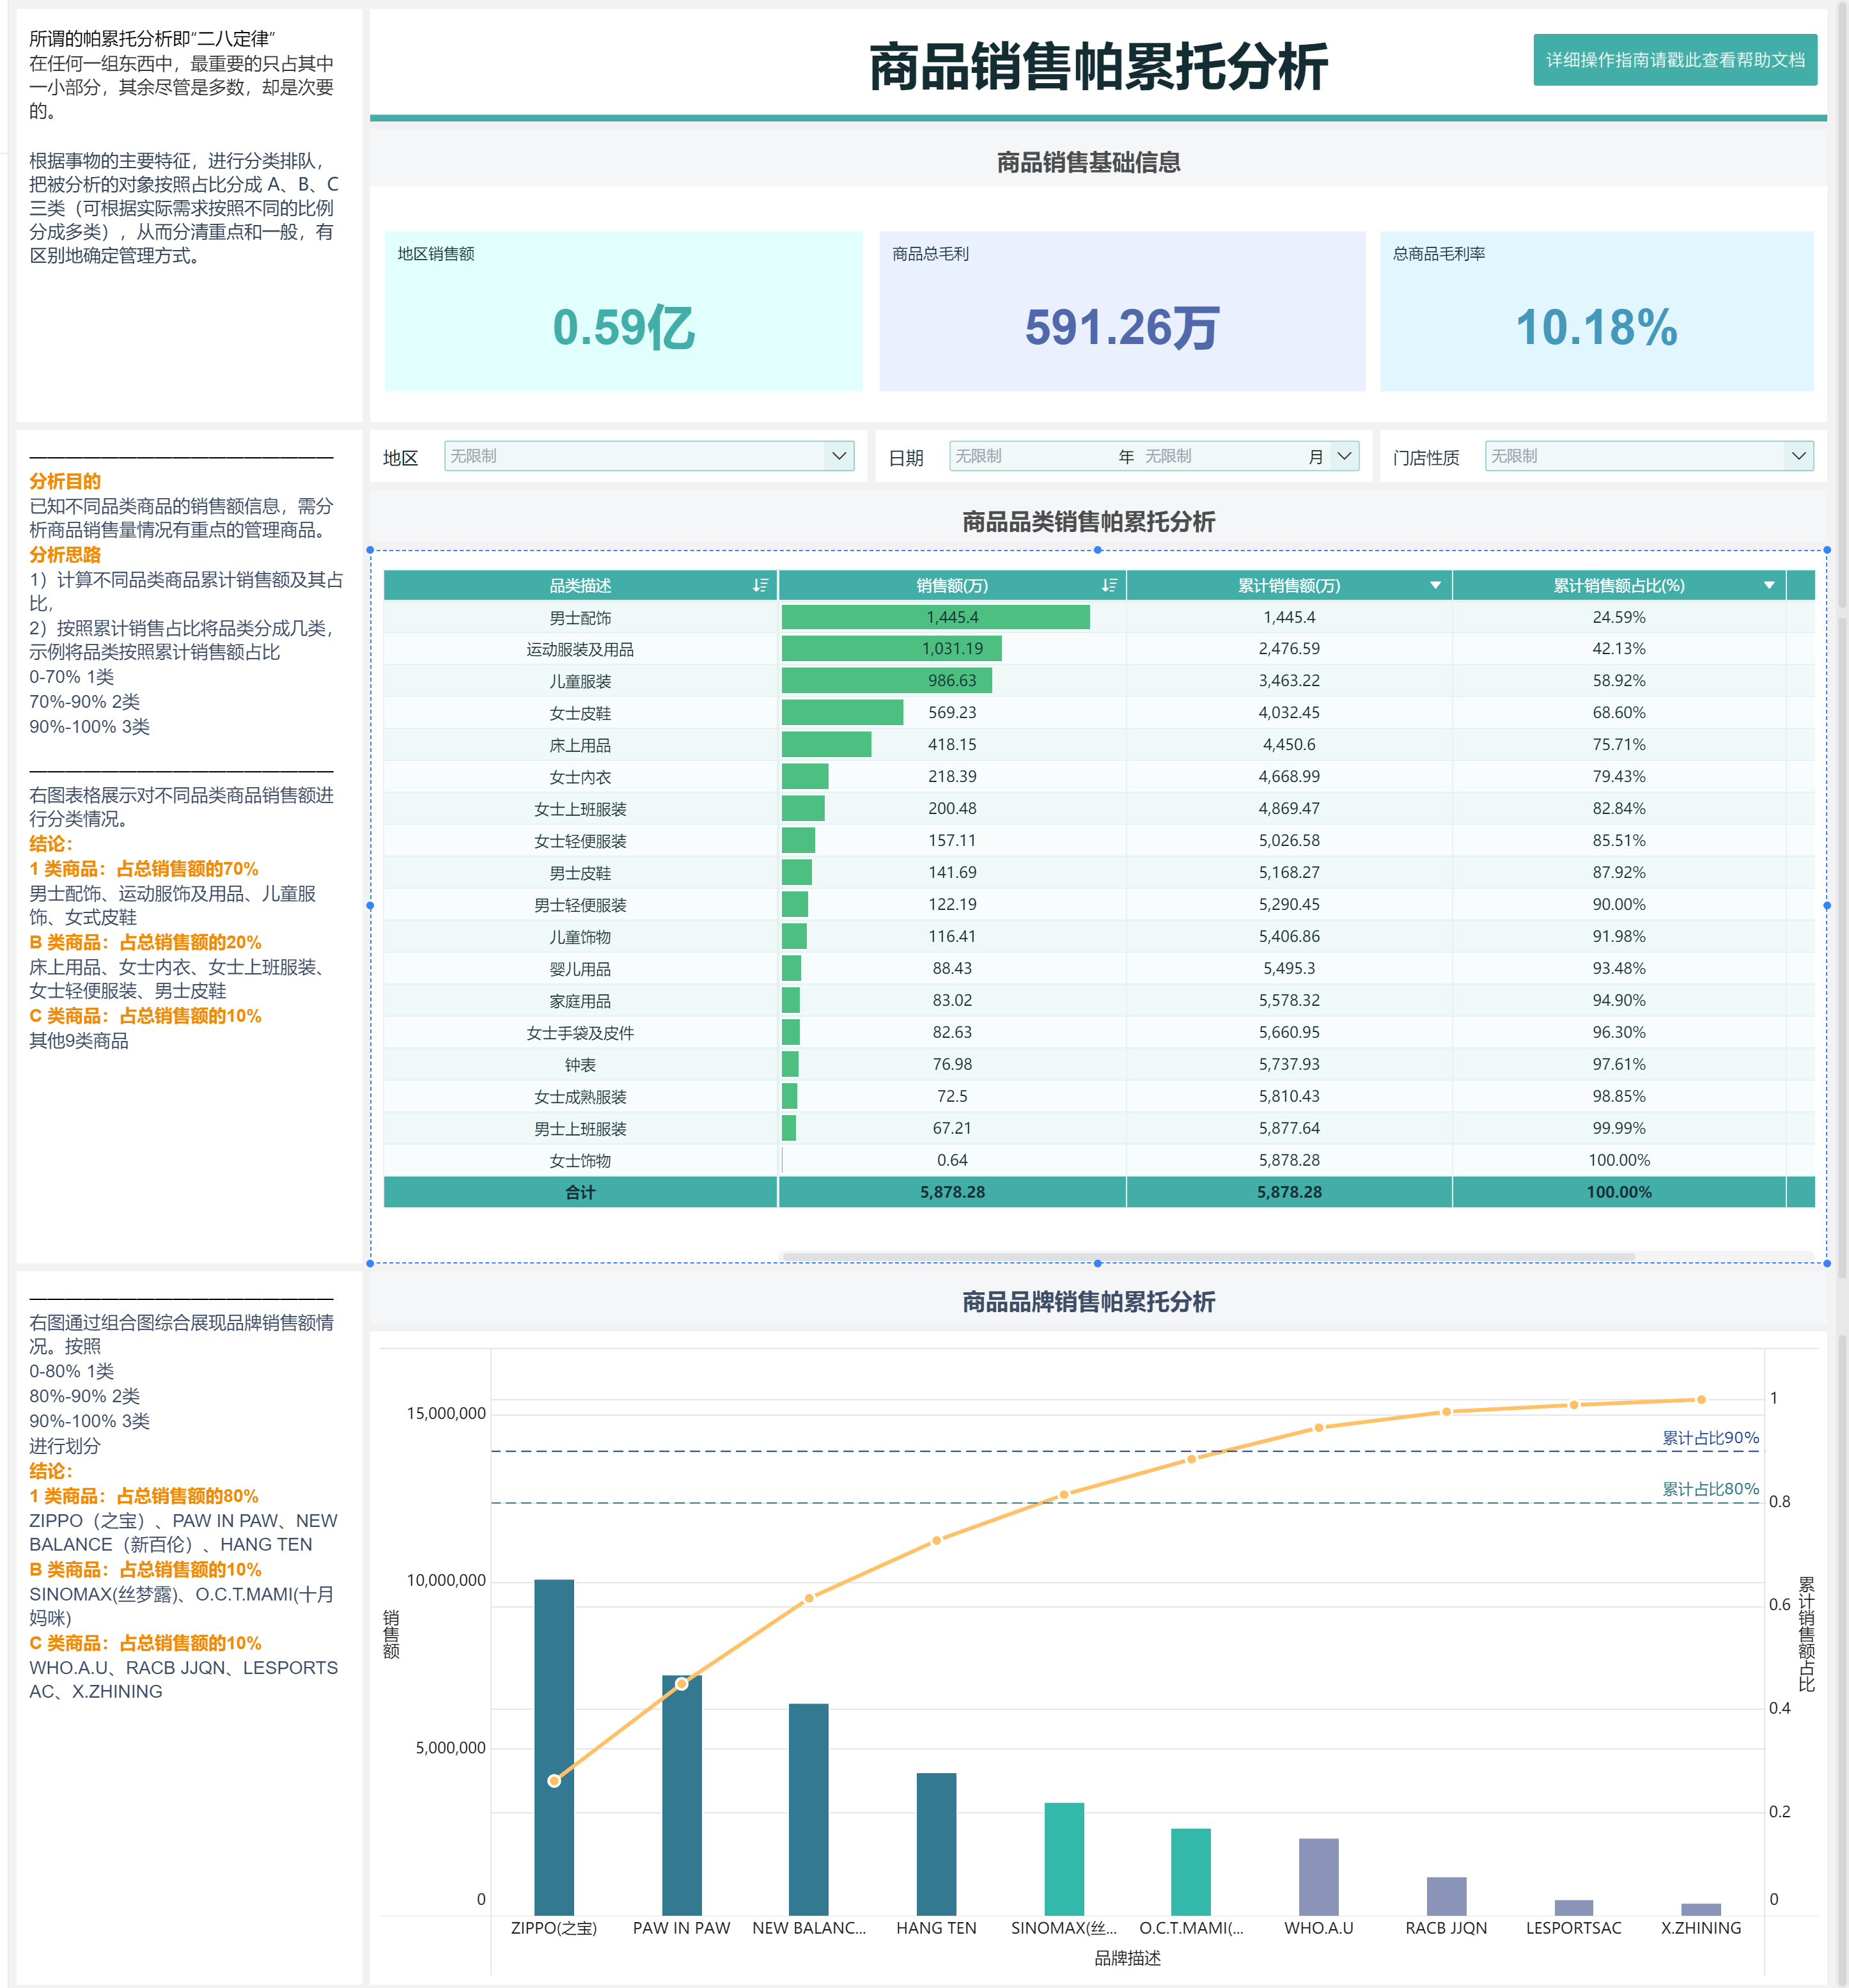 所谓的帕累托分析即“二八定律”
在任何一组东西中，最重要的只占其中
一小部分，其余尽管是多数，却是次要
的。
根据事物的主要特征，进行分类排队，
把被分析的对象按照占比分成 A、B、C
三类（可根据实际需求按照不同的比例
分成多类），从而分清重点和一般，有
区别地确定管理方式。
商品销售帕累托分析
详细操作指南请戳此查看帮助文档
商品销售基础信息
地区销售额
0.59亿
商品总毛利
591.26万
总商品毛利率
10.18%
地区 无限制
日期 无限制 年 无限制 月
门店性质 无限制
分析目的
已知不同品类商品的销售额信息，需分
析商品销售量情况有重点的管理商品。
分析思路
1）计算不同品类商品累计销售额及其占
比，
2）按照累计销售占比将品类分成几类，
示例将品类按照累计销售额占比
0-70% 1类
70%-90% 2类
90%-100% 3类
右图表格展示对不同品类商品销售额进
行分类情况。
结论：
1 类商品：占总销售额的70%
男士配饰、运动服饰及用品、儿童服
饰、女式皮鞋
B 类商品：占总销售额的20%
床上用品、女士内衣、女士上班服装、
女士轻便服装、男士皮鞋
C 类商品：占总销售额的10%
其他9类商品
商品品类销售帕累托分析
品类描述 销售额(万) 累计销售额(万) 累计销售额占比(%)
男士配饰 1,445.4 1,445.4 24.59%
运动服装及用品 1,031.19 2,476.59 42.13%
儿童服装 986.63 3,463.22 58.92%
女士皮鞋 569.23 4,032.45 68.60%
床上用品 418.15 4,450.6 75.71%
女士内衣 218.39 4,668.99 79.43%
女士上班服装 200.48 4,869.47 82.84%
女士轻便服装 157.11 5,026.58 85.51%
男士皮鞋 141.69 5,168.27 87.92%
男士轻便服装 122.19 5,290.45 90.00%
儿童饰物 116.41 5,406.86 91.98%
婴儿用品 88.43 5,495.3 93.48%
家庭用品 83.02 5,578.32 94.90%
女士手袋及皮件 82.63 5,660.95 96.30%
钟表 76.98 5,737.93 97.61%
女士成熟服装 72.5 5,810.43 98.85%
男士上班服装 67.21 5,877.64 99.99%
女士饰物 0.64 5,878.28 100.00%
合计 5,878.28 5,878.28 100.00%
右图通过组合图综合展现品牌销售额情
况。按照
0-80% 1类
80%-90% 2类
90%-100% 3类
进行划分
结论：
1 类商品：占总销售额的80%
ZIPPO（之宝）、PAW IN PAW、NEW
BALANCE（新百伦）、HANG TEN
B 类商品：占总销售额的10%
SINOMAX(丝梦露)、O.C.T.MAMI(十月
妈咪)
C 类商品：占总销售额的10%
WHO.A.U、RACB JJQN、LESPORTS
AC、X.ZHINING
商品品牌销售帕累托分析
15,000,000
10,000,000
5,000,000
0
销售额
累计占比90%
累计占比80%
1
0.8
0.6
0.4
0.2
0
累计销售额占比
ZIPPO(之宝) PAW IN PAW NEW BALANC... HANG TEN SINOMAX(丝... O.C.T.MAMI(... WHO.A.U RACB JJQN LESPORTSAC X.ZHINING
品牌描述